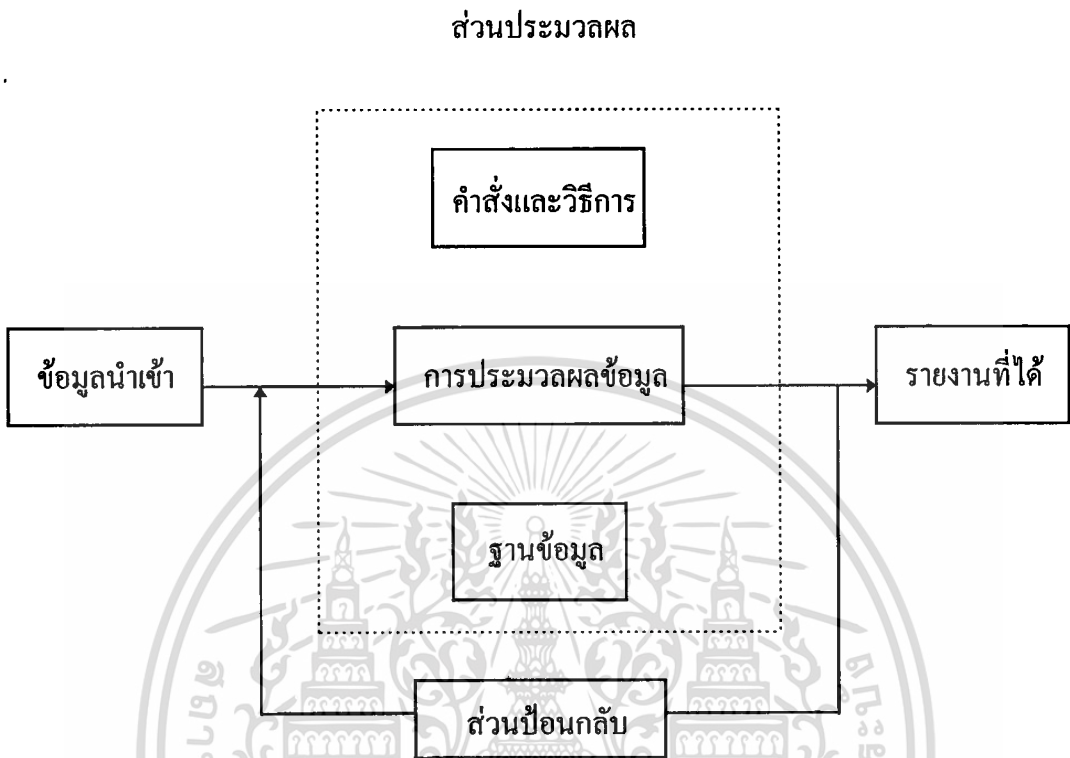 ส่วนประมวลผล
คำสั่งและวิธีการ
ข้อมูลนำเข้า
การประมวลผลข้อมูล
รายงานที่ได้
ฐานข้อมูล
ส่วนป้อนกลับ